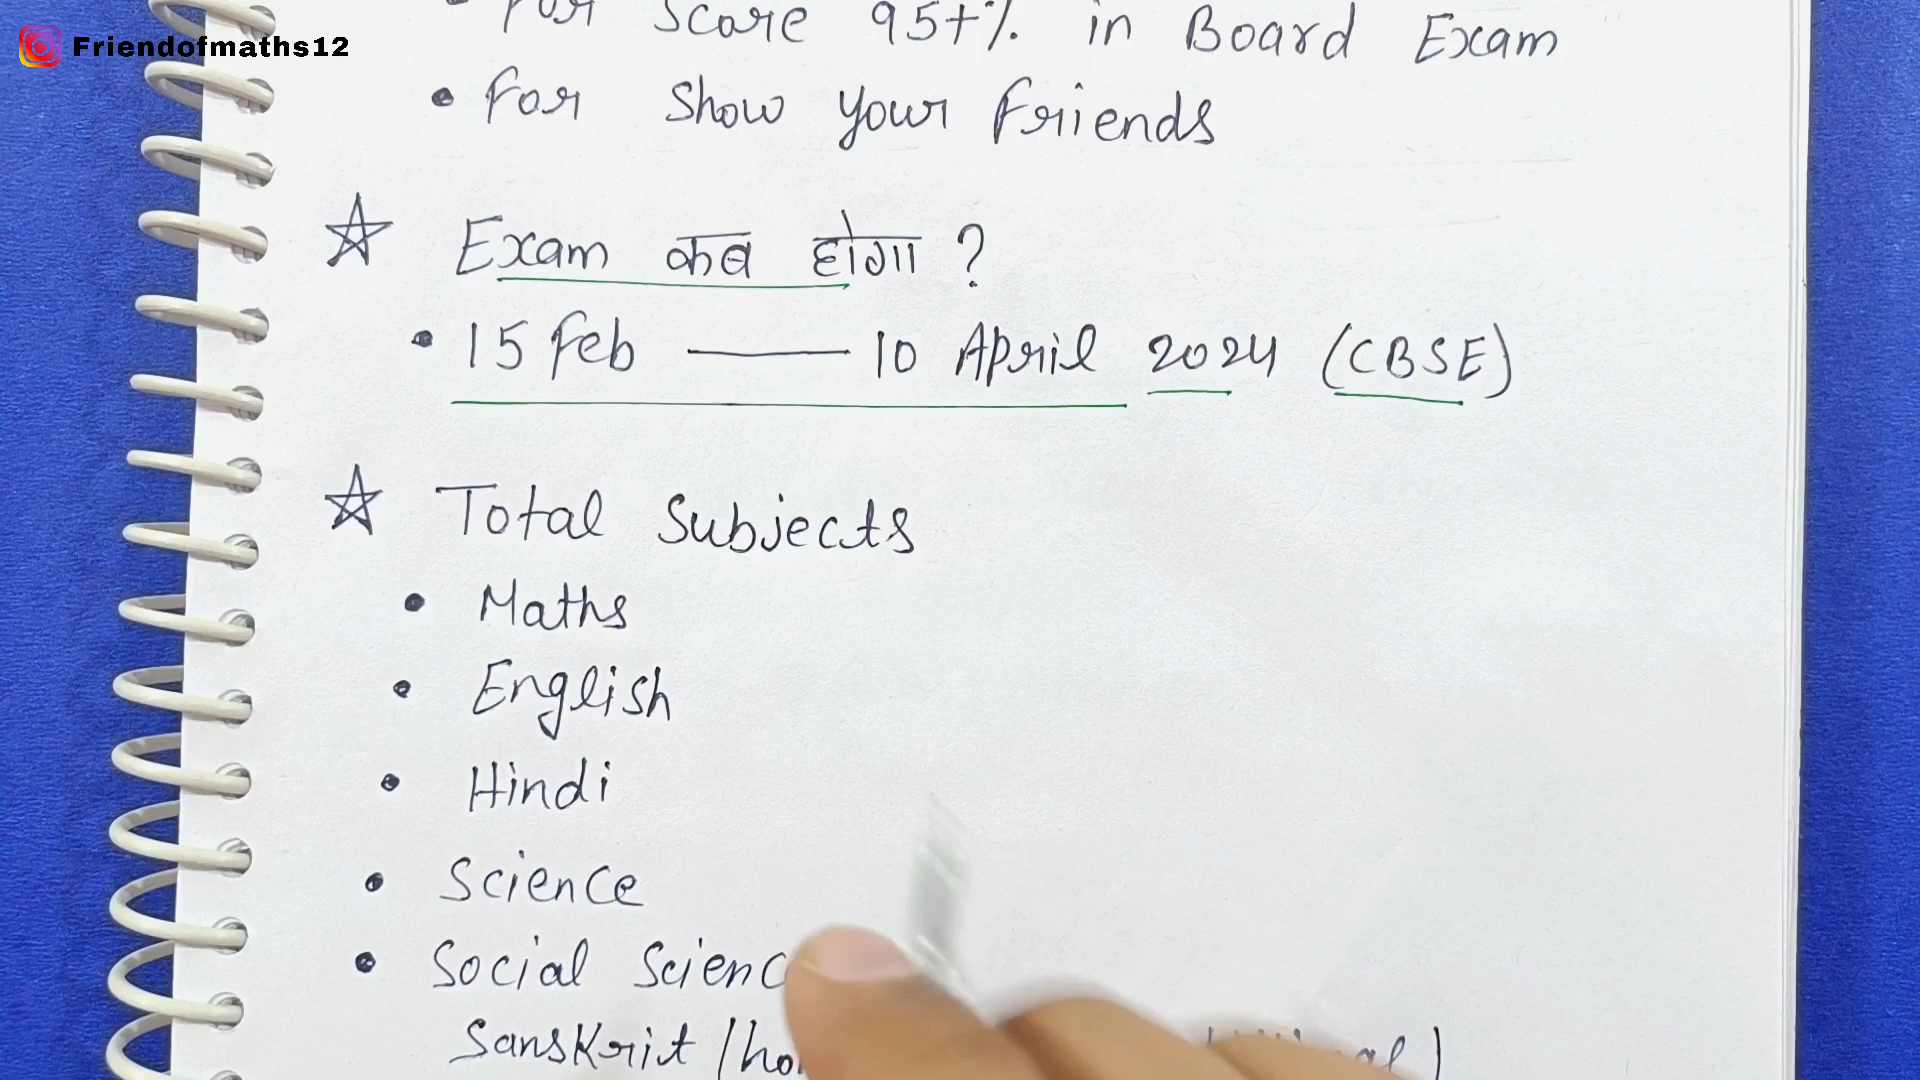 Friendofmaths12
• For Score 95+% in Board Exam
• For Show Your Friends
☆ Exam कब होगा ?
• 15 Feb —— 10 April 2024 (CBSE)
☆ Total Subjects
• Maths
• English
• Hindi
• Science
• Social Scienc
Sanskrit /